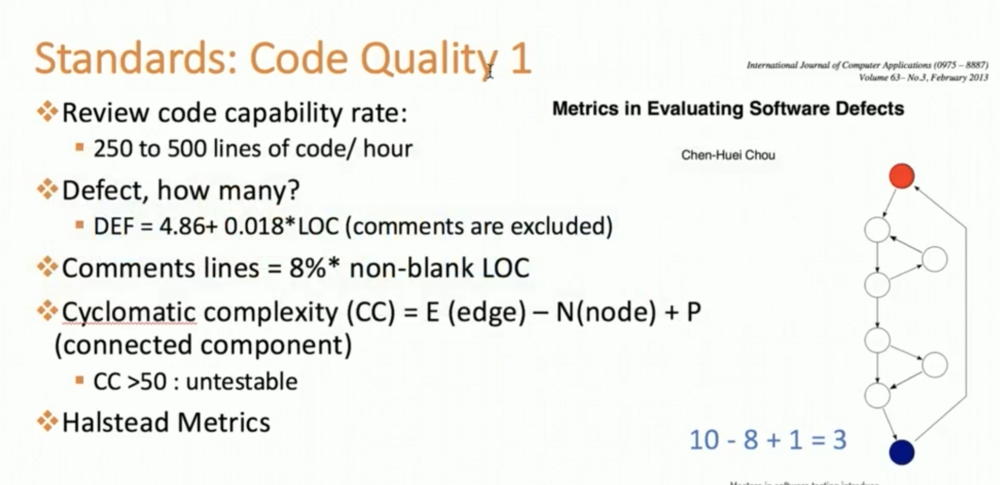 Standards: Code Quality 1
International Journal of Computer Applications (0975 – 8887)
Volume 63– No.3, February 2013
Metrics in Evaluating Software Defects
Chen-Huei Chou
Review code capability rate:
250 to 500 lines of code/ hour
Defect, how many?
DEF = 4.86+ 0.018*LOC (comments are excluded)
Comments lines = 8%* non-blank LOC
Cyclomatic complexity (CC) = E (edge) – N(node) + P
(connected component)
CC >50 : untestable
Halstead Metrics
10 - 8 + 1 = 3